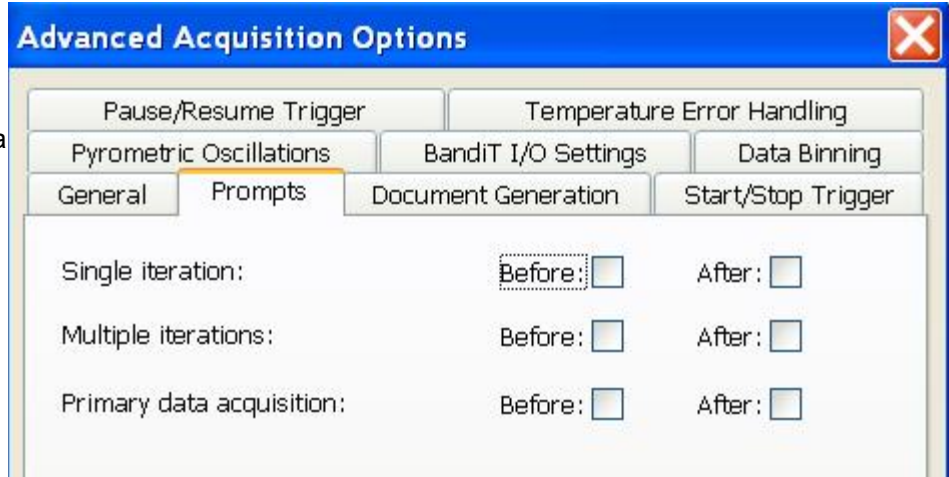 Advanced Acquisition Options
Pause/Resume Trigger Temperature Error Handling
a
Pyrometric Oscillations BandiT I/O Settings Data Binning
General Prompts Document Generation Start/Stop Trigger
Single iteration: Before: After:
Multiple iterations: Before: After:
Primary data acquisition: Before: After: